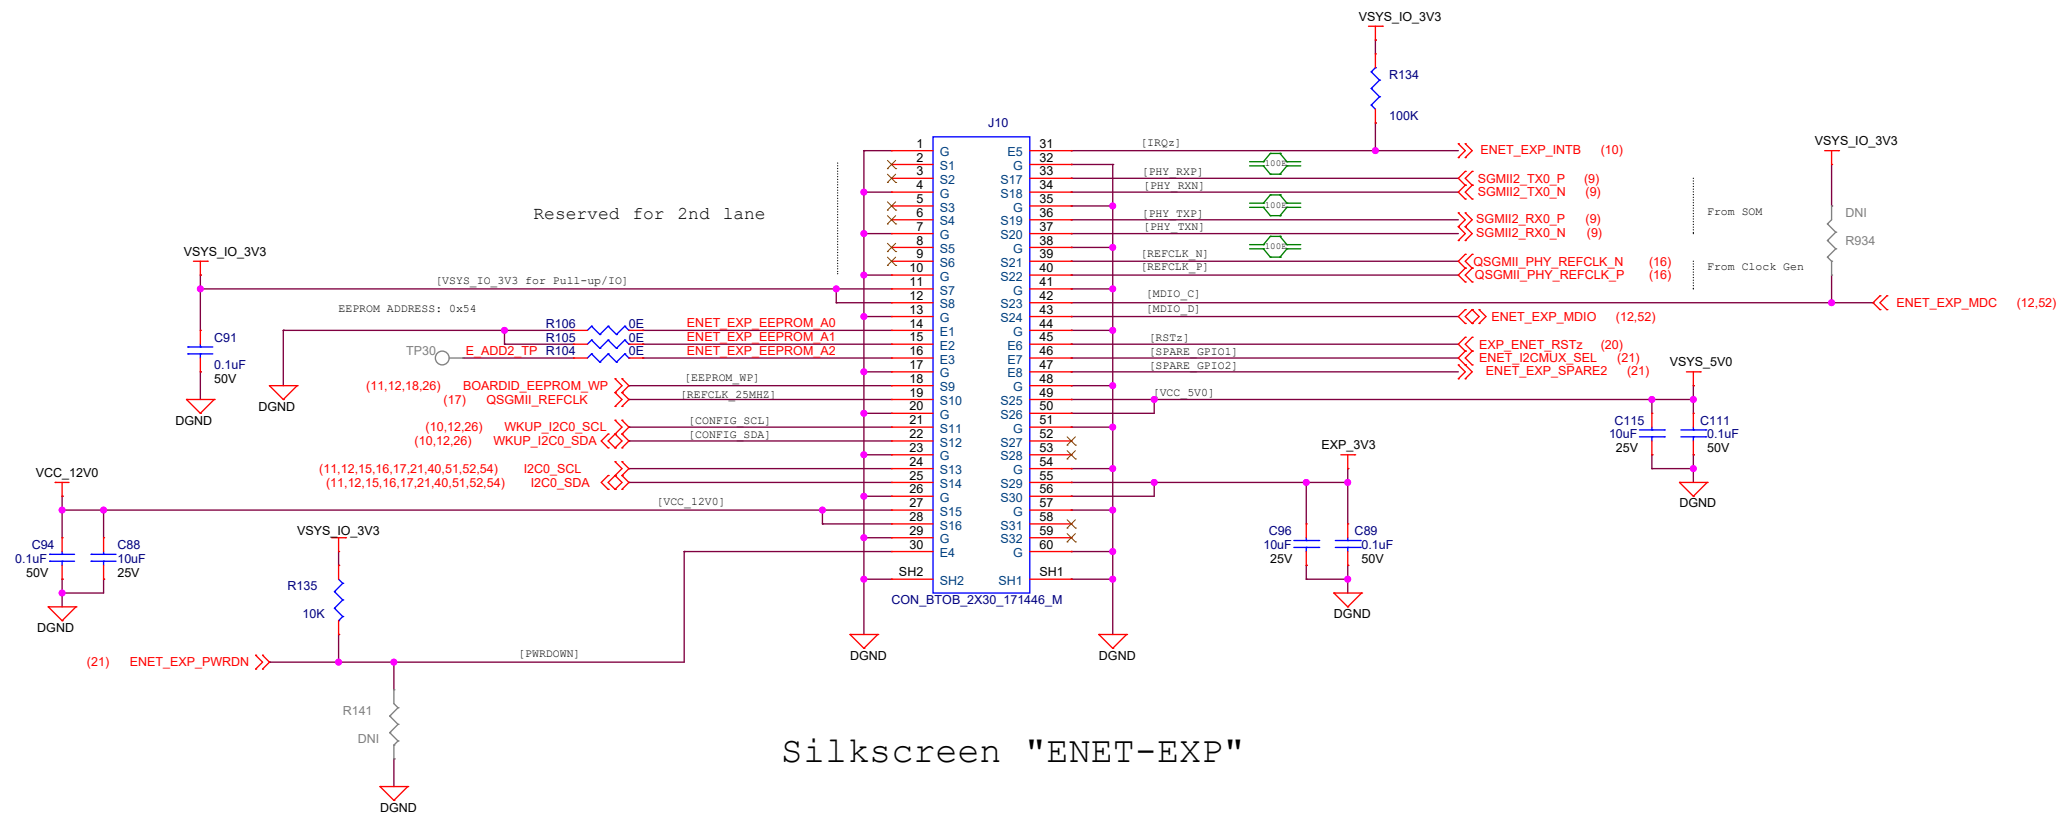 VSYS_IO_3V3
R134
100K
J10
VSYS_IO_3V3
DNI
R934
1 G E5 31 [IRQz] ENET_EXP_INTB (10)
2 S1 G 32 100E
3 S2 S17 33 [PHY_RXP] SGMII2_TX0_P (9)
4 G S18 34 [PHY_RXN] SGMII2_TX0_N (9)
5 S3 G 35 100E
6 S4 S19 36 [PHY_TXP] SGMII2_RX0_P (9)
7 G S20 37 [PHY_TXN] SGMII2_RX0_N (9)
8 S5 G 38 100E
9 S6 S21 39 [REFCLK_N] QSGMII_PHY_REFCLK_N (16)
10 G S22 40 [REFCLK_P] QSGMII_PHY_REFCLK_P (16)
Reserved for 2nd lane
From SOM
From Clock Gen
VSYS_IO_3V3
[VSYS_IO_3V3 for Pull-up/IO] 11 S7 G 41
12 S8 S23 42 [MDIO_C] ENET_EXP_MDC (12,52)
EEPROM ADDRESS: 0x54
13 G S24 43 [MDIO_D] ENET_EXP_MDIO (12,52)
R106 0E ENET_EXP_EEPROM_A0 14 E1 G 44
R105 0E ENET_EXP_EEPROM_A1 15 E2 E6 45 [RSTz] EXP_ENET_RSTz (20)
TP30 E_ADD2_TP R104 0E ENET_EXP_EEPROM_A2 16 E3 E7 46 [SPARE_GPIO1] ENET_I2CMUX_SEL (21)
17 G E8 47 [SPARE_GPIO2] ENET_EXP_SPARE2 (21)
C91
0.1uF
50V
DGND
DGND
(11,12,18,26) BOARDID_EEPROM_WP [EEPROM_WP] 18 S9 G 48
(17) QSGMII_REFCLK [REFCLK_25MHZ] 19 S10 S25 49 [VCC_5V0]
20 G S26 50
(10,12,26) WKUP_I2C0_SCL [CONFIG_SCL] 21 S11 G 51
(10,12,26) WKUP_I2C0_SDA [CONFIG_SDA] 22 S12 S27 52
23 G S28 53
(11,12,15,16,17,21,40,51,52,54) I2C0_SCL 24 S13 G 54
(11,12,15,16,17,21,40,51,52,54) I2C0_SDA 25 S14 S29 55
26 G S30 56
[VCC_12V0] 27 S15 G 57
28 S16 S31 58
29 G S32 59
30 E4 G 60
SH2 SH2 SH1 SH1
CON_BTOB_2X30_171446_M
VSYS_5V0
C115
10uF
25V
C111
0.1uF
50V
DGND
EXP_3V3
C96
10uF
25V
C89
0.1uF
50V
DGND
VCC_12V0
C94
0.1uF
50V
C88
10uF
25V
DGND
VSYS_IO_3V3
R135
10K
DGND
DGND
(21) ENET_EXP_PWRDN [PWRDOWN]
R141
DNI
DGND
Silkscreen "ENET-EXP"